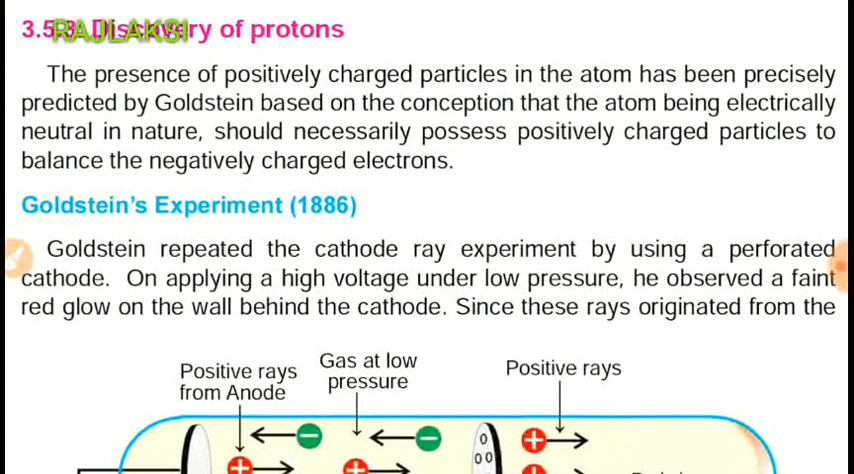 3.5.3. Discovery of protons
RAJLAKSI
The presence of positively charged particles in the atom has been precisely
predicted by Goldstein based on the conception that the atom being electrically
neutral in nature, should necessarily possess positively charged particles to
balance the negatively charged electrons.
Goldstein’s Experiment (1886)
Goldstein repeated the cathode ray experiment by using a perforated
cathode. On applying a high voltage under low pressure, he observed a faint
red glow on the wall behind the cathode. Since these rays originated from the
Positive rays
from Anode
Gas at low
pressure
Positive rays